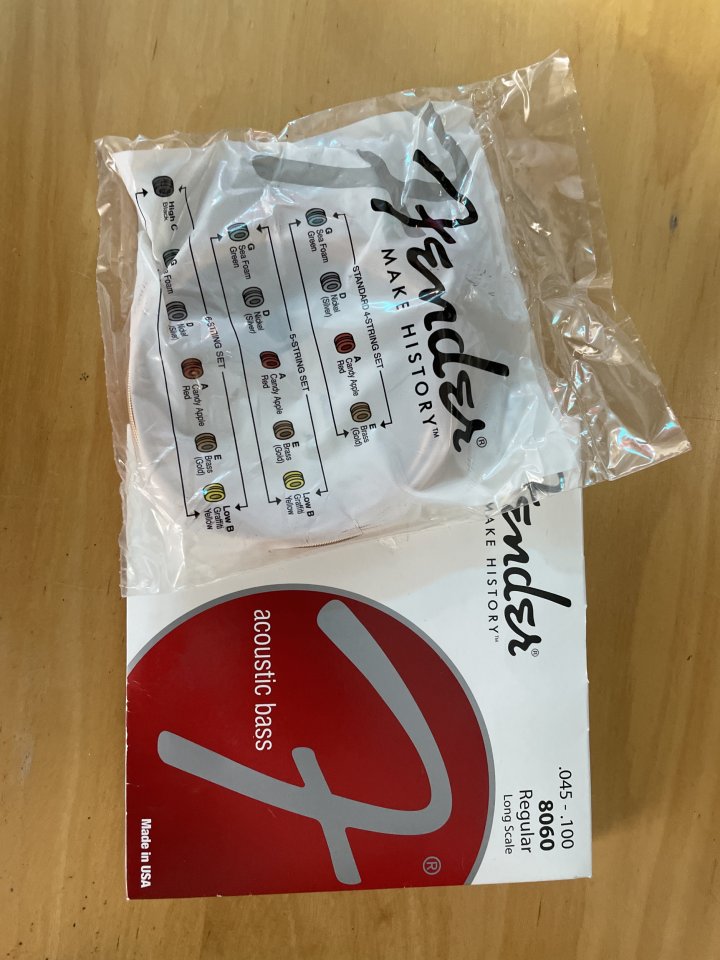 Fender®
MAKE HISTORY™
STANDARD 4-STRING SET
G
Sea Foam
Green
D
Nickel
(Silver)
A
Candy Apple
Red
E
Brass
(Gold)
5-STRING SET
G
Sea Foam
Green
D
Nickel
(Silver)
A
Candy Apple
Red
E
Brass
(Gold)
Low B
Graffiti
Yellow
6-STRING SET
High C
Black
G
Foam
D
Nickel
(Silver)
A
Candy Apple
Red
E
Brass
(Gold)
Low B
Graffiti
Yellow
Fender®
MAKE HISTORY™
.045 - .100
8060
Regular
Long Scale
acoustic bass
®
Made in USA